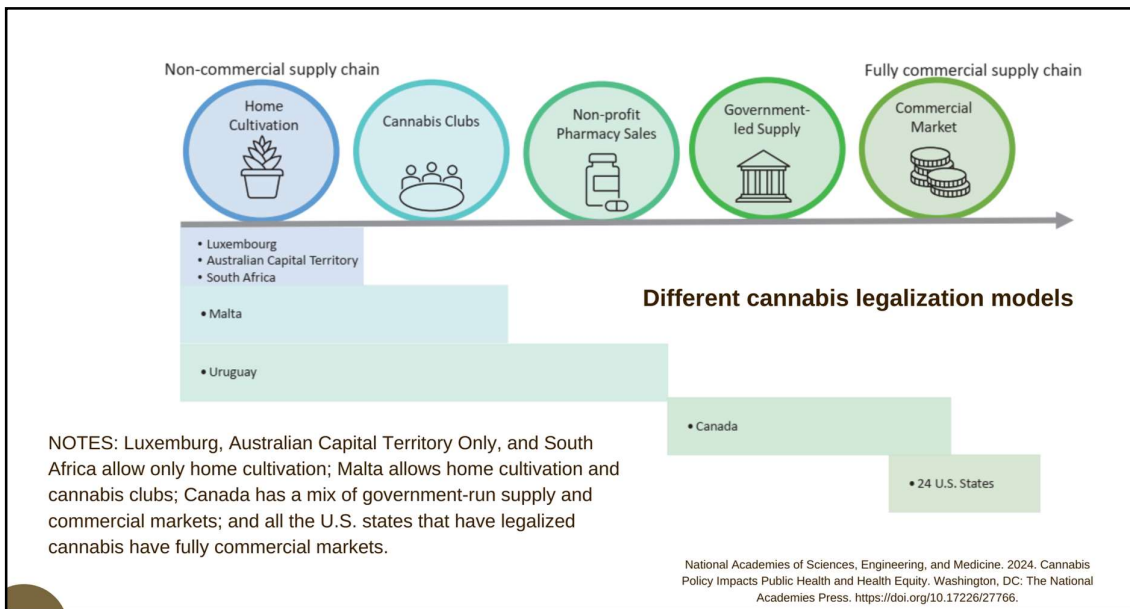 Non-commercial supply chain
Fully commercial supply chain
Home
Cultivation
Cannabis Clubs
Non-profit
Pharmacy Sales
Government-
led Supply
Commercial
Market
• Luxembourg
• Australian Capital Territory
• South Africa
Different cannabis legalization models
• Malta
• Uruguay
• Canada
• 24 U.S. States
NOTES: Luxemburg, Australian Capital Territory Only, and South
Africa allow only home cultivation; Malta allows home cultivation and
cannabis clubs; Canada has a mix of government-run supply and
commercial markets; and all the U.S. states that have legalized
cannabis have fully commercial markets.
National Academies of Sciences, Engineering, and Medicine. 2024. Cannabis
Policy Impacts Public Health and Health Equity. Washington, DC: The National
Academies Press. https://doi.org/10.17226/27766.